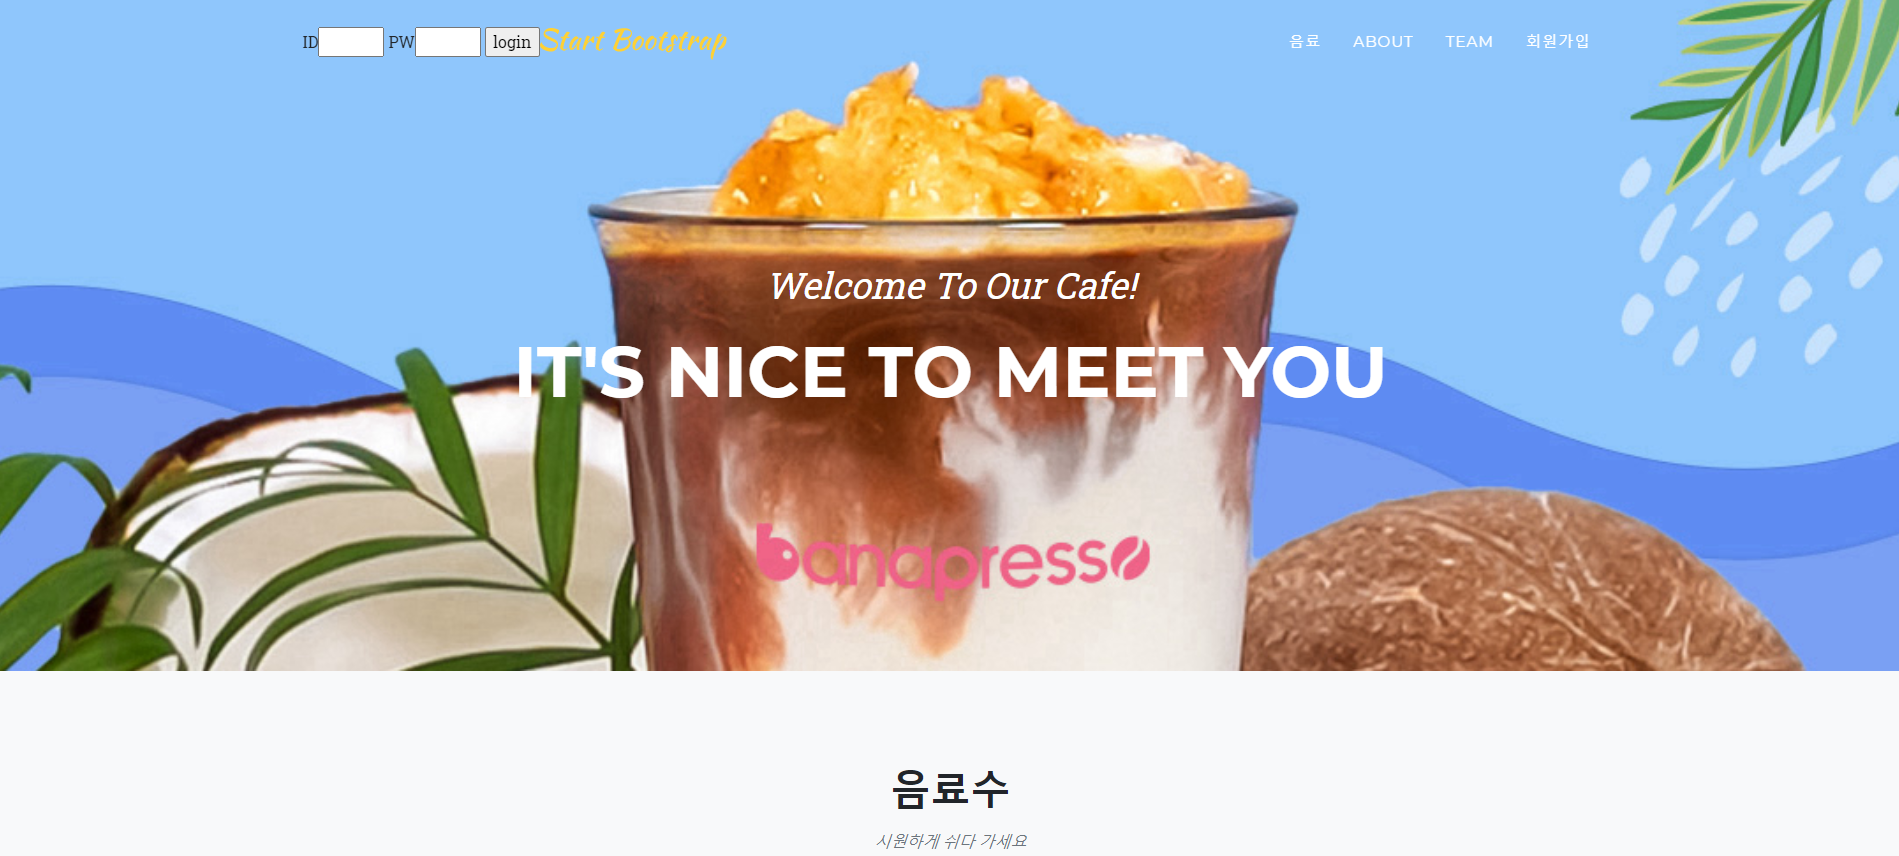 ID PW login Start Bootstrap 음료 ABOUT TEAM 회원가입
Welcome To Our Cafe!
IT'S NICE TO MEET YOU
banapresso
음료수
시원하게 쉬다 가세요